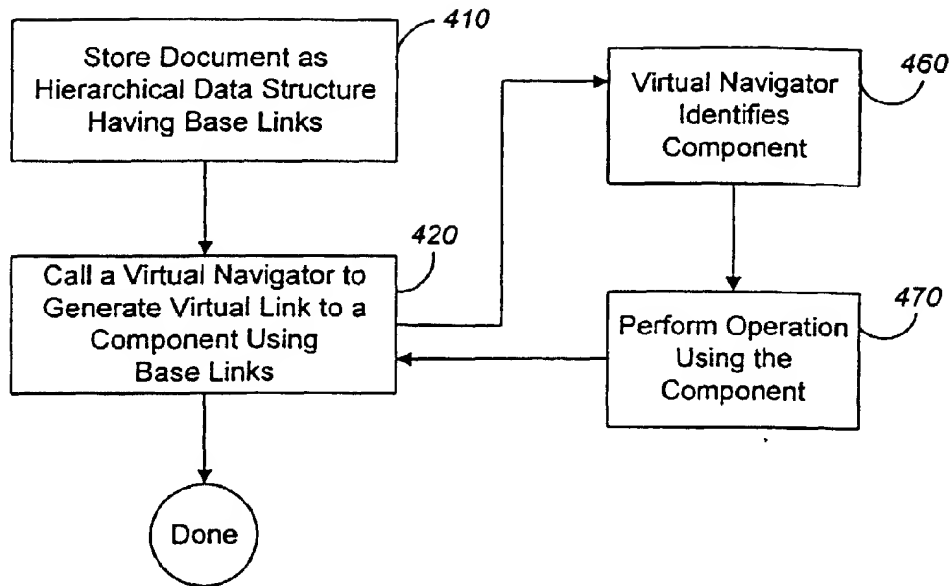 410
Store Document as
Hierarchical Data Structure
Having Base Links
460
Virtual Navigator
Identifies
Component
420
Call a Virtual Navigator to
Generate Virtual Link to a
Component Using
Base Links
470
Perform Operation
Using the
Component
Done